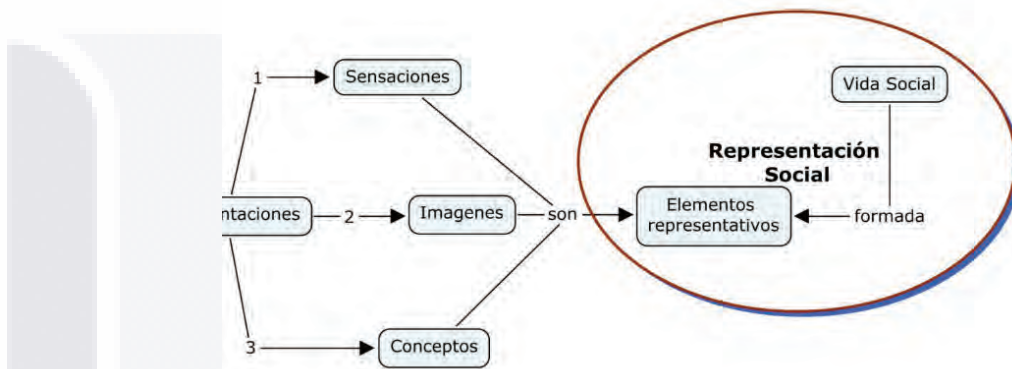 1
Sensaciones
Vida Social
Representación
Social
ntaciones
2
Imagenes
son
Elementos
representativos
formada
3
Conceptos